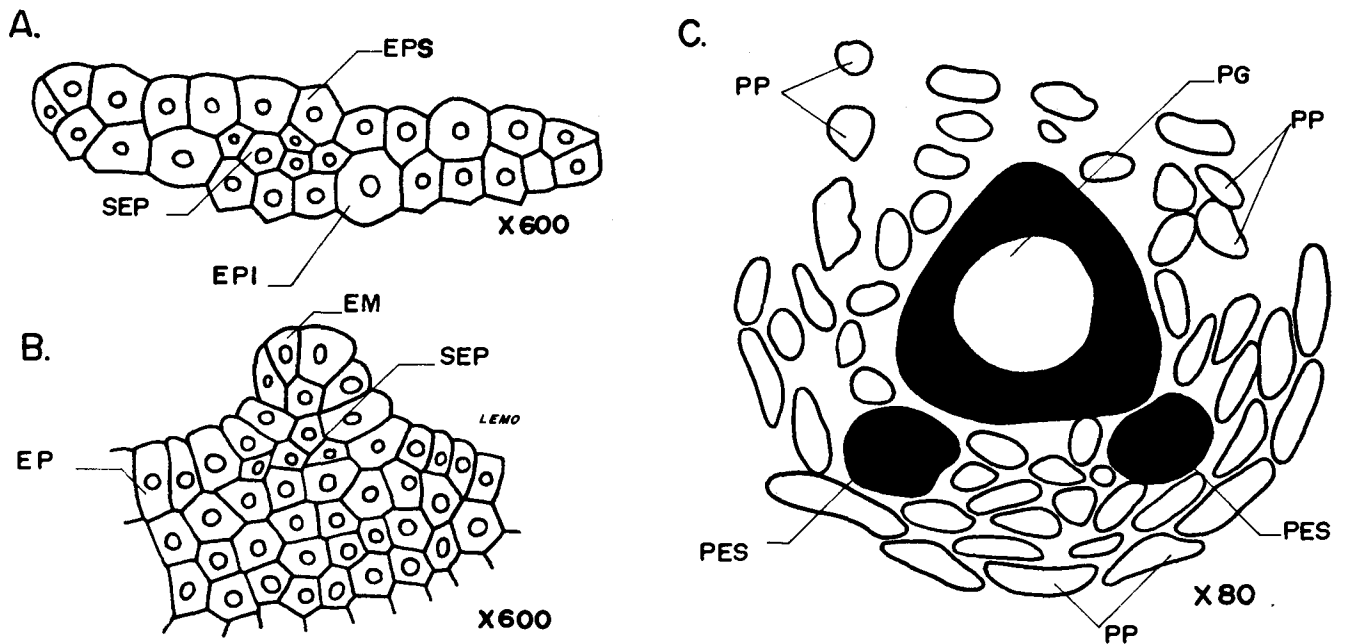 A.
EPS
SEP
X600
EPI
B.
EM
SEP
LEMO
EP
X600
C.
PP
PG
PP
PES
PES
X80
PP